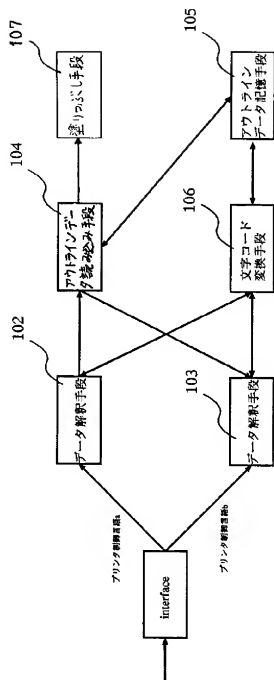 interface
プリンタ制御言語a
プリンタ制御言語b
102
データ解釈手段
103
データ解釈手段
104
アウトラインデー
タ読み込み手段
106
文字コード
変換手段
107
塗りつぶし手段
105
アウトライン
データ記憶手段